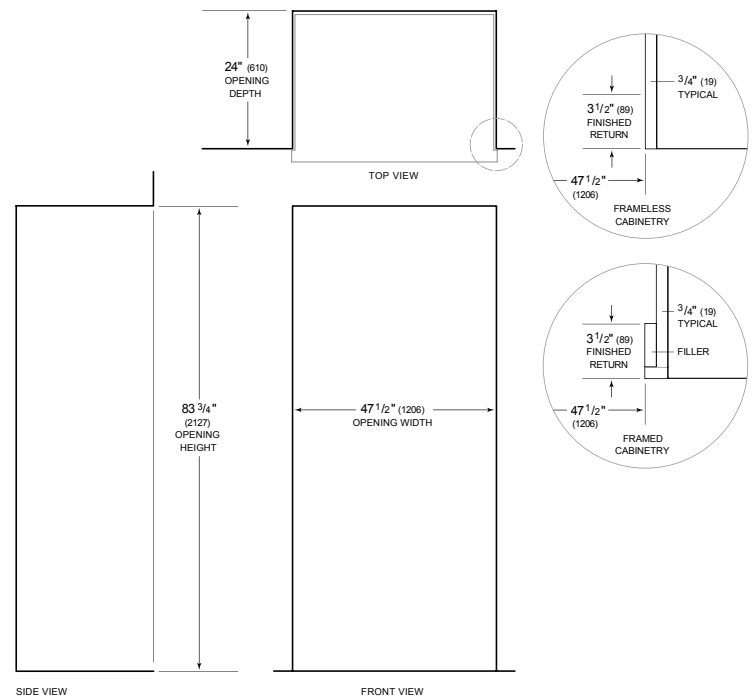 24" (610)
OPENING
DEPTH
TOP VIEW
3/4" (19)
TYPICAL
3 1/2" (89)
FINISHED
RETURN
47 1/2"
(1206)
FRAMELESS
CABINETRY
3/4" (19)
TYPICAL
3 1/2" (89)
FINISHED
RETURN
FILLER
47 1/2"
(1206)
FRAMED
CABINETRY
83 3/4"
(2127)
OPENING
HEIGHT
47 1/2" (1206)
OPENING WIDTH
SIDE VIEW
FRONT VIEW